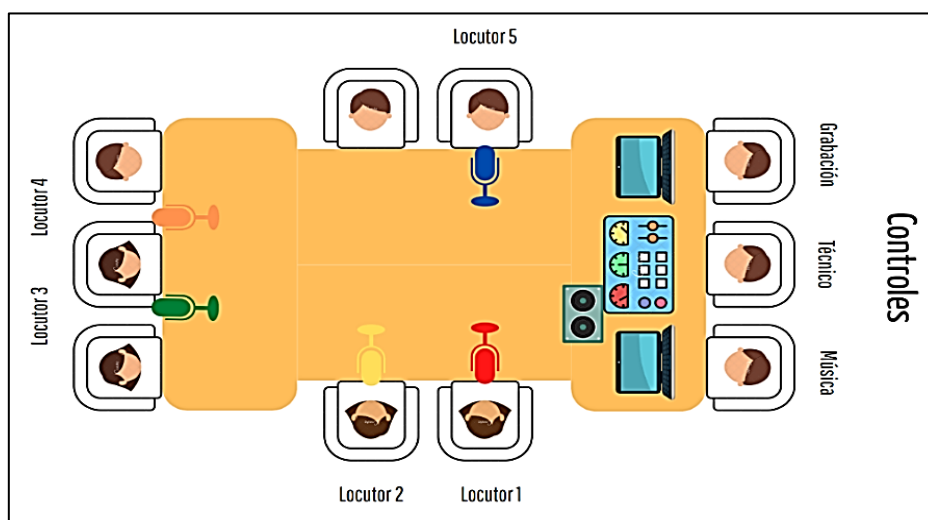 Locutor 5
Locutor 4
Locutor 3
Locutor 2
Locutor 1
Grabación
Técnico
Música
Controles